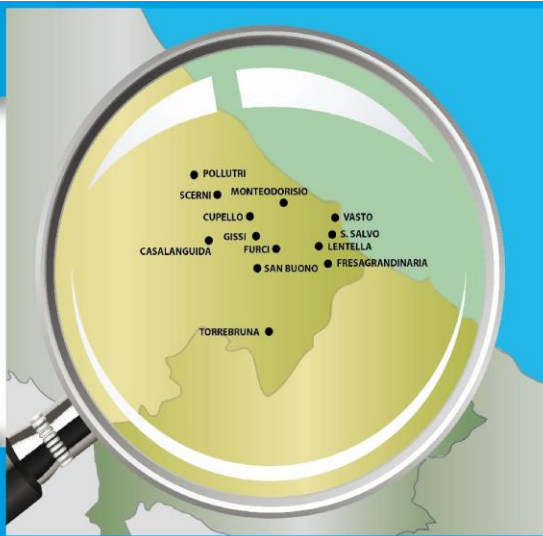 POLLUTRI
SCERNI
MONTEODORISIO
CUPELLO
VASTO
GISSI
S. SALVO
CASALANGUIDA
FURCI
LENTELLA
SAN BUONO
FRESAGRANDINARIA
TORREBRUNA